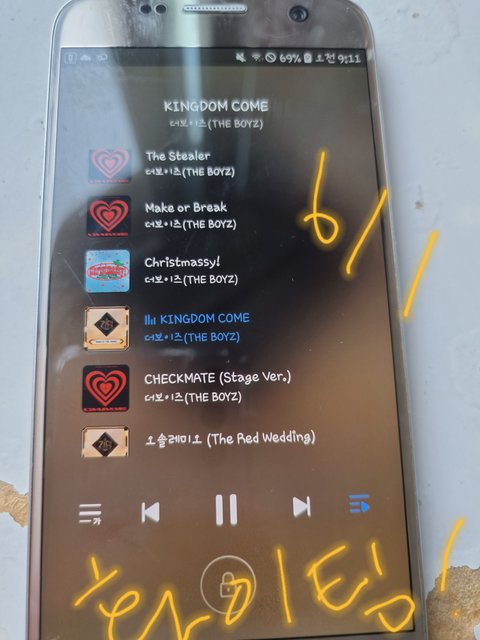 69% 오전 9:11
KINGDOM COME
더보이즈(THE BOYZ)
The Stealer
더보이즈(THE BOYZ)
Make or Break
더보이즈(THE BOYZ)
Christmassy!
더보이즈(THE BOYZ)
KINGDOM COME
더보이즈(THE BOYZ)
CHECKMATE (Stage Ver.)
더보이즈(THE BOYZ)
오솔레미오 (The Red Wedding)
6/1
화이팅!